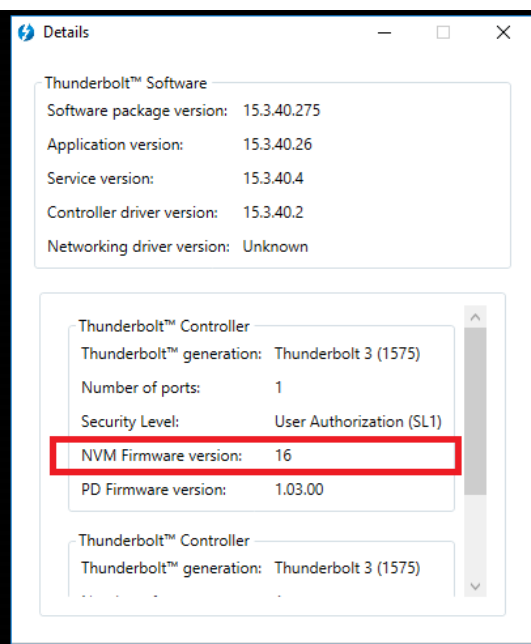 Details
Thunderbolt™ Software
Software package version: 15.3.40.275
Application version: 15.3.40.26
Service version: 15.3.40.4
Controller driver version: 15.3.40.2
Networking driver version: Unknown
Thunderbolt™ Controller
Thunderbolt™ generation: Thunderbolt 3 (1575)
Number of ports: 1
Security Level: User Authorization (SL1)
NVM Firmware version: 16
PD Firmware version: 1.03.00
Thunderbolt™ Controller
Thunderbolt™ generation: Thunderbolt 3 (1575)